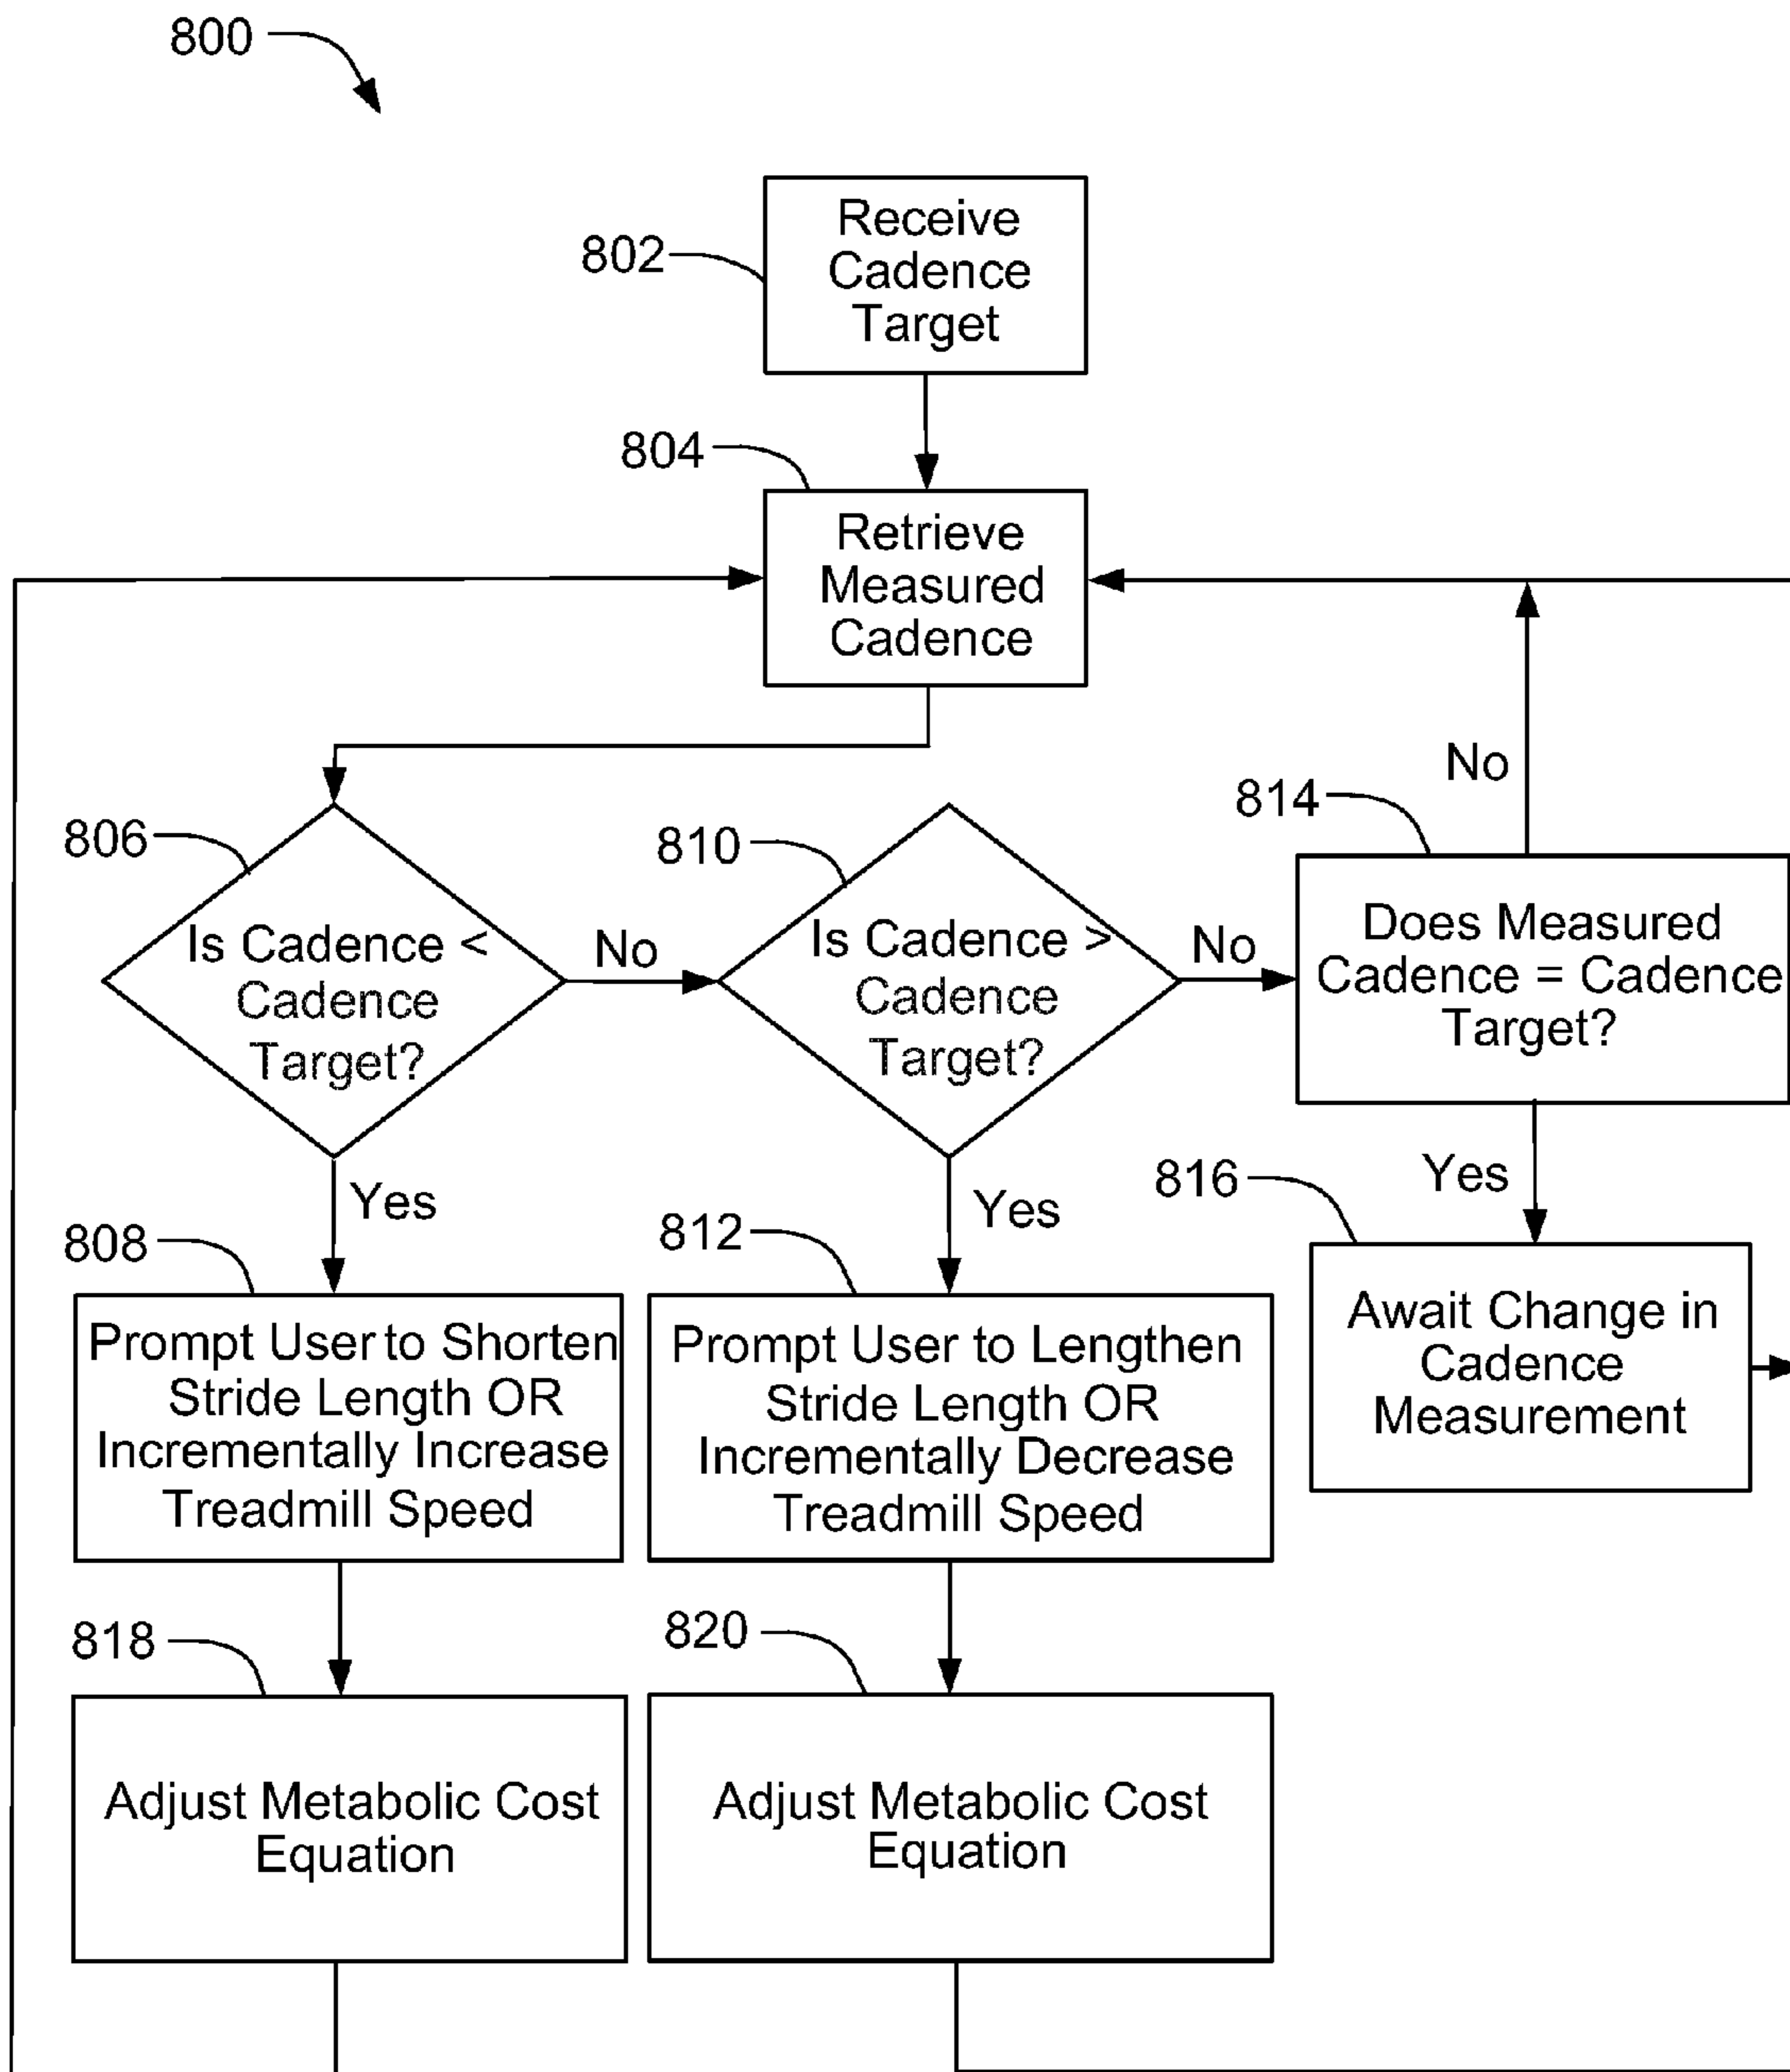 800
802
Receive
Cadence
Target
804
Retrieve
Measured
Cadence
806
Is Cadence <
Cadence
Target?
No
810
Is Cadence >
Cadence
Target?
No
814
Does Measured
Cadence = Cadence
Target?
No
Yes
808
Prompt User to Shorten
Stride Length OR
Incrementally Increase
Treadmill Speed
Yes
812
Prompt User to Lengthen
Stride Length OR
Incrementally Decrease
Treadmill Speed
Yes
816
Await Change in
Cadence
Measurement
818
Adjust Metabolic Cost
Equation
820
Adjust Metabolic Cost
Equation